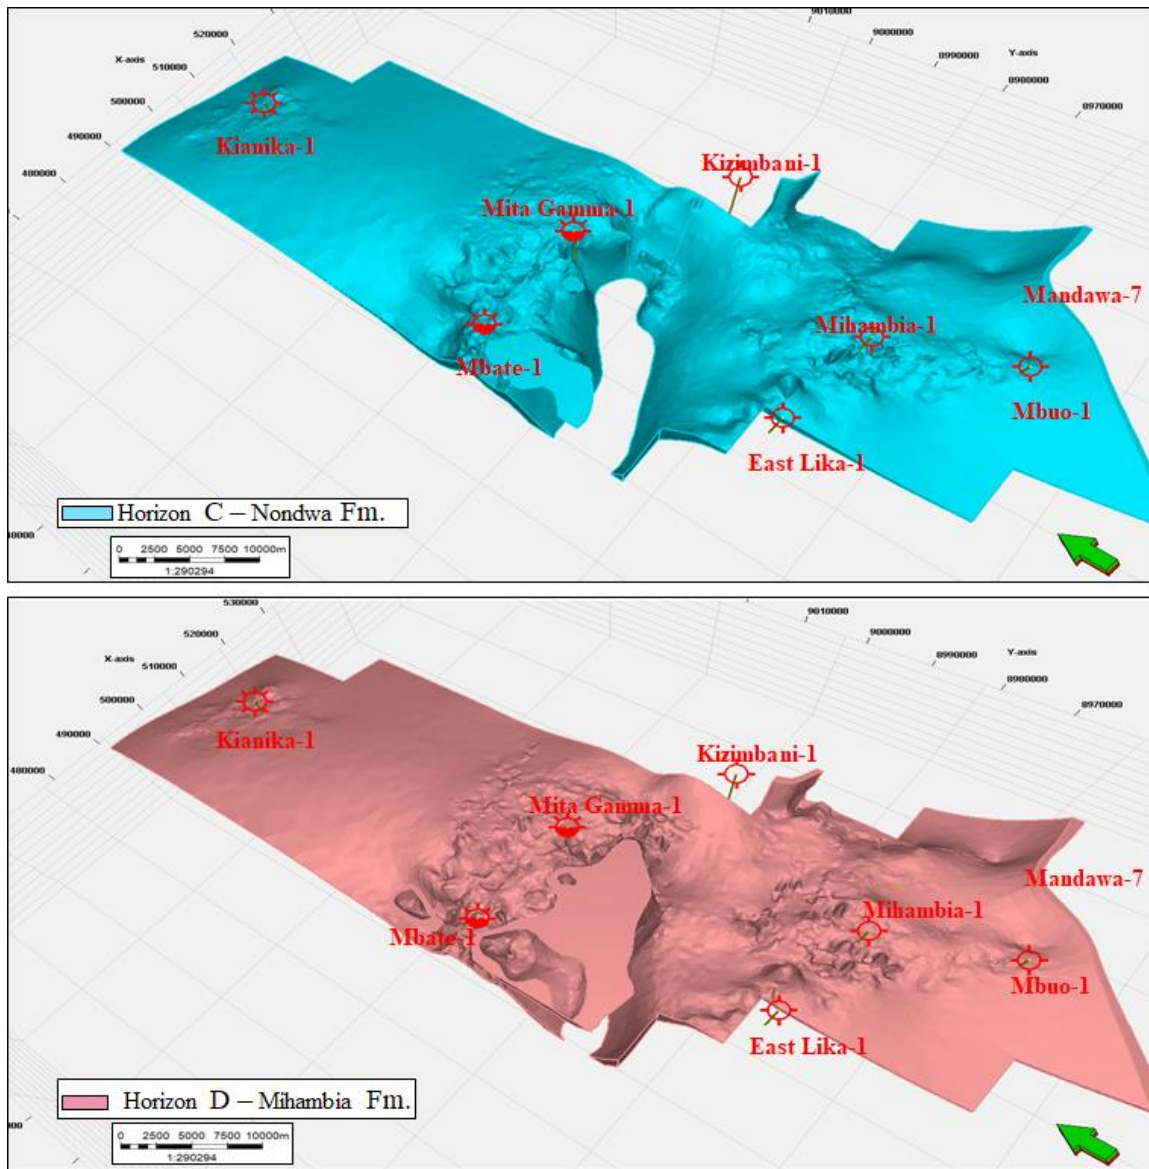 9010000
520000
9000000
X-axis
Y-axis
510000
8990000
500000
8980000
490000
8970000
480000
Kianika-1
Kizimbani-1
Mita Gamma-1
Mandawa-7
Mihambia-1
Mbate-1
Mbuo-1
East Lika-1
Horizon C – Nondwa Fm.
0 2500 5000 7500 10000m
1:290294
530000
9010000
520000
9000000
X-axis
Y-axis
510000
8990000
500000
8980000
490000
8970000
480000
Kianika-1
Kizimbani-1
Mita Gamma-1
Mandawa-7
Mihambia-1
Mbate-1
Mbuo-1
East Lika-1
Horizon D – Mihambia Fm.
0 2500 5000 7500 10000m
1:290294